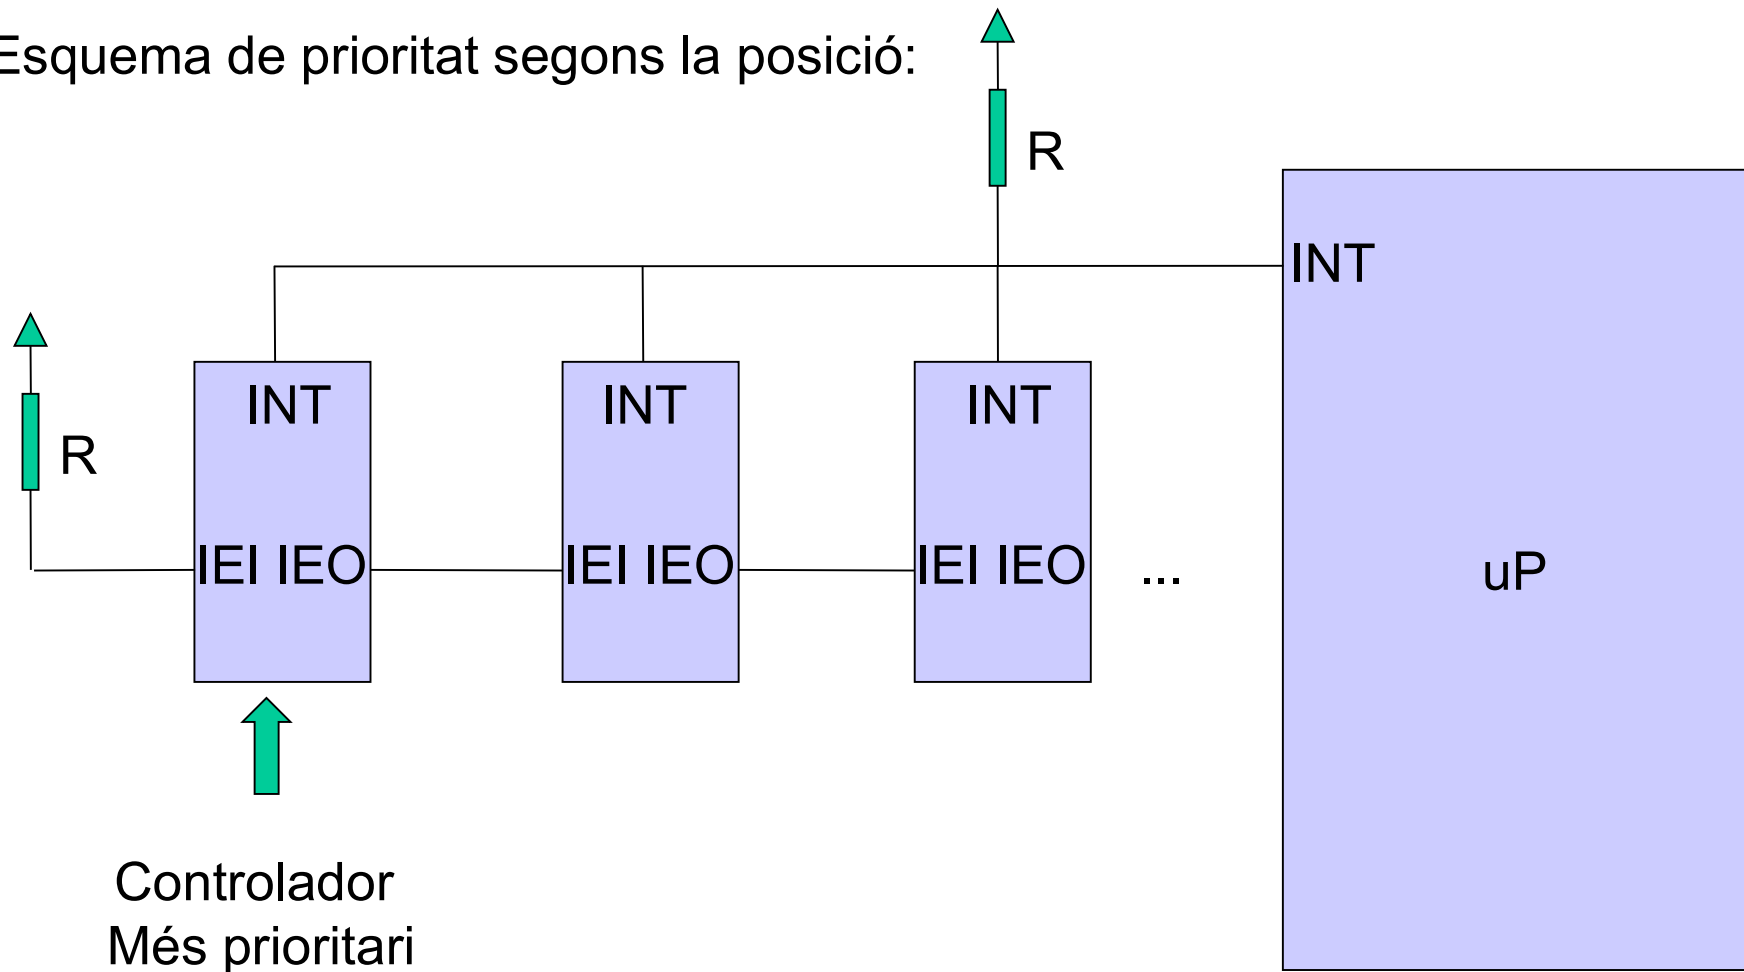 Esquema de prioritat segons la posició:
R
INT
INT
INT
INT
R
IEI IEO
IEI IEO
IEI IEO
...
uP
Controlador
Més prioritari